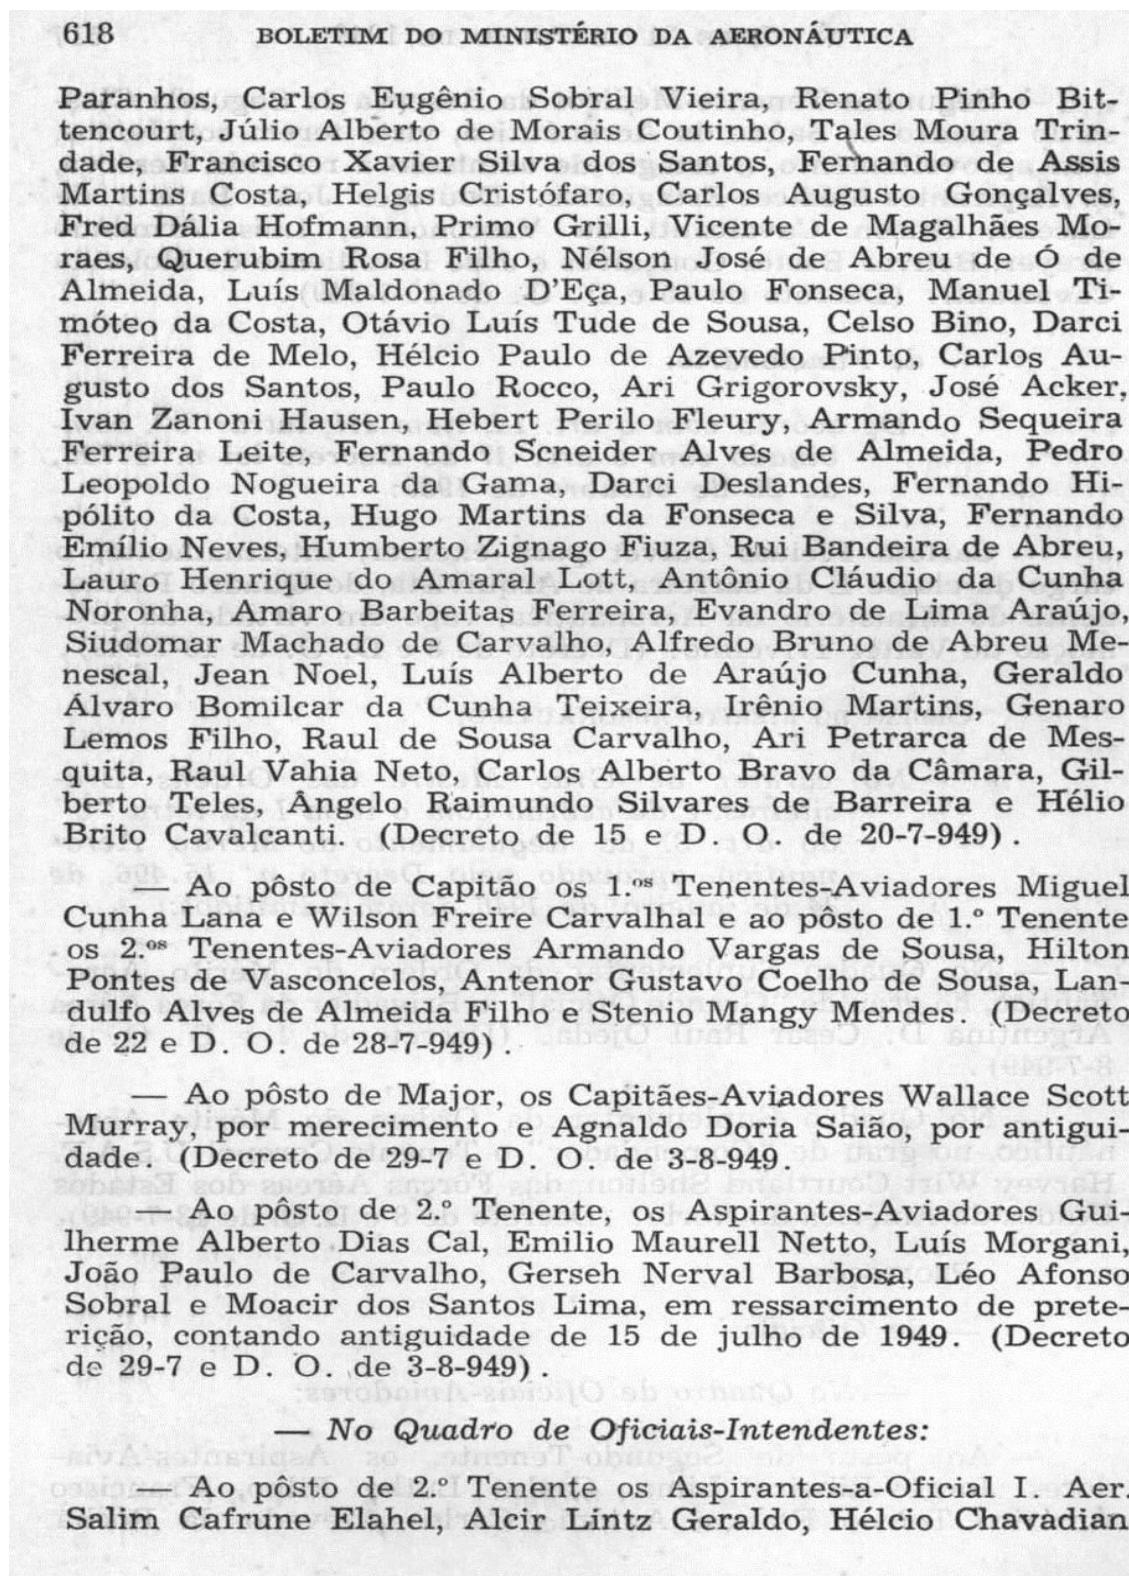 618 BOLETIM DO MINISTÉRIO DA AERONÁUTICA
Paranhos, Carlos Eugênio Sobral Vieira, Renato Pinho Bit-
tencourt, Júlio Alberto de Morais Coutinho, Tales Moura Trin-
dade, Francisco Xavier Silva dos Santos, Fernando de Assis
Martins Costa, Helgis Cristófaro, Carlos Augusto Gonçalves,
Fred Dália Hofmann, Primo Grilli, Vicente de Magalhães Mo-
raes, Querubim Rosa Filho, Nélson José de Abreu de Ó de
Almeida, Luís Maldonado D'Eça, Paulo Fonseca, Manuel Ti-
móteo da Costa, Otávio Luís Tude de Sousa, Celso Bino, Darci
Ferreira de Melo, Hélcio Paulo de Azevedo Pinto, Carlos Au-
gusto dos Santos, Paulo Rocco, Ari Grigorovsky, José Acker,
Ivan Zanoni Hausen, Hebert Perilo Fleury, Armando Sequeira
Ferreira Leite, Fernando Scneider Alves de Almeida, Pedro
Leopoldo Nogueira da Gama, Darci Deslandes, Fernando Hi-
pólito da Costa, Hugo Martins da Fonseca e Silva, Fernando
Emílio Neves, Humberto Zignago Fiuza, Rui Bandeira de Abreu,
Lauro Henrique do Amaral Lott, Antônio Cláudio da Cunha
Noronha, Amaro Barbeitas Ferreira, Evandro de Lima Araújo,
Siudomar Machado de Carvalho, Alfredo Bruno de Abreu Me-
nescal, Jean Noel, Luís Alberto de Araújo Cunha, Geraldo
Álvaro Bomilcar da Cunha Teixeira, Irênio Martins, Genaro
Lemos Filho, Raul de Sousa Carvalho, Ari Petrarca de Mes-
quita, Raul Vahia Neto, Carlos Alberto Bravo da Câmara, Gil-
berto Teles, Ângelo Raimundo Silvares de Barreira e Hélio
Brito Cavalcanti. (Decreto de 15 e D. O. de 20-7-949).
— Ao pôsto de Capitão os 1.ᵒˢ Tenentes-Aviadores Miguel
Cunha Lana e Wilson Freire Carvalhal e ao pôsto de 1.º Tenente
os 2.ᵒˢ Tenentes-Aviadores Armando Vargas de Sousa, Hilton
Pontes de Vasconcelos, Antenor Gustavo Coelho de Sousa, Lan-
dulfo Alves de Almeida Filho e Stenio Mangy Mendes. (Decreto
de 22 e D. O. de 28-7-949).
— Ao pôsto de Major, os Capitães-Aviadores Wallace Scott
Murray, por merecimento e Agnaldo Doria Saião, por antigui-
dade. (Decreto de 29-7 e D. O. de 3-8-949.
— Ao pôsto de 2.º Tenente, os Aspirantes-Aviadores Gui-
lherme Alberto Dias Cal, Emilio Maurell Netto, Luís Morgani,
João Paulo de Carvalho, Gerseh Nerval Barbosa, Léo Afonso
Sobral e Moacir dos Santos Lima, em ressarcimento de prete-
rição, contando antiguidade de 15 de julho de 1949. (Decreto
de 29-7 e D. O. de 3-8-949).
— No Quadro de Oficiais-Intendentes:
— Ao pôsto de 2.º Tenente os Aspirantes-a-Oficial I. Aer.
Salim Cafrune Elahel, Alcir Lintz Geraldo, Hélcio Chavadian